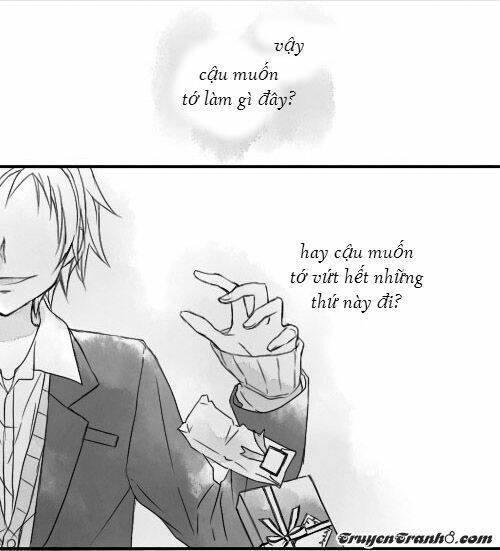 vậy
cậu muốn
tớ làm gì đây?
hay cậu muốn
tớ vứt hết những
thứ này đi?
TruyenTranh8.com